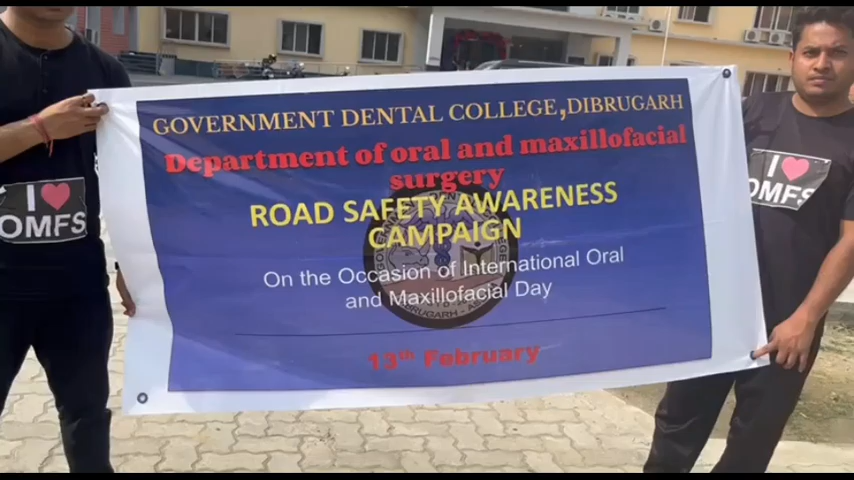 GOVERNMENT DENTAL COLLEGE,DIBRUGARH
Department of oral and maxillofacial
surgery
ROAD SAFETY AWARENESS
CAMPAIGN
On the Occasion of International Oral
and Maxillofacial Day
13th February
I ❤
OMFS
I ❤
OMFS